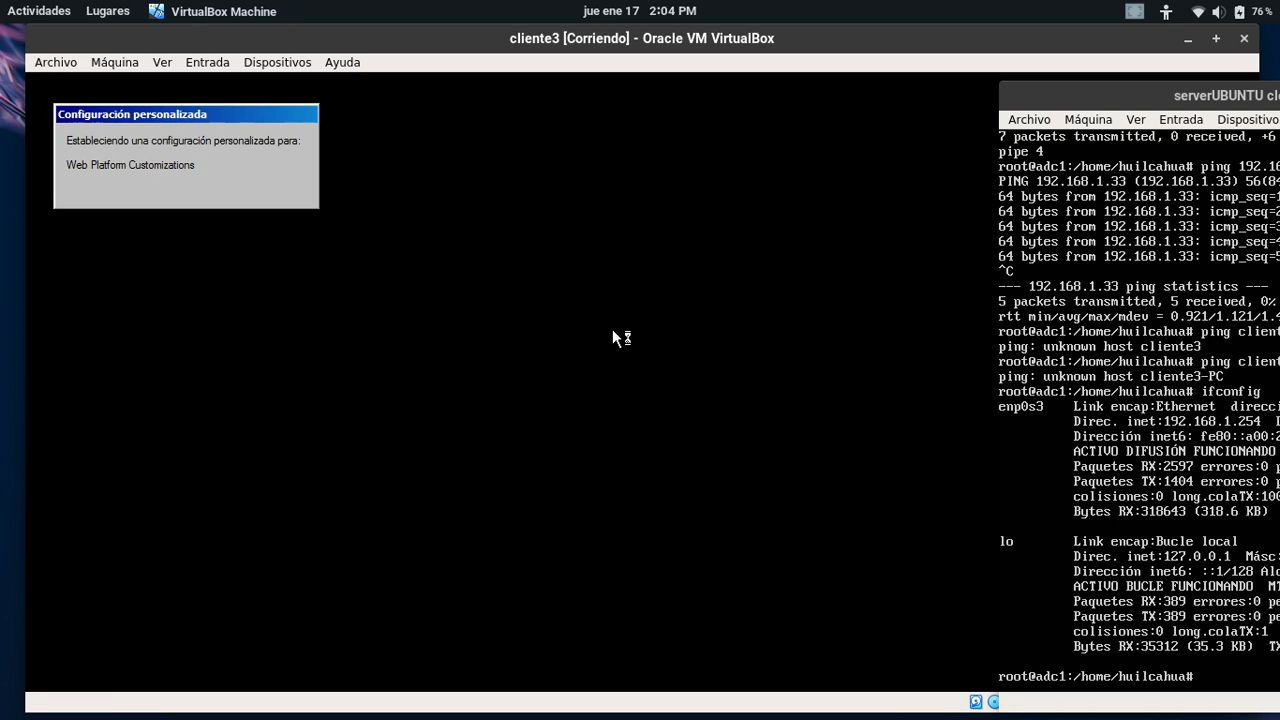 Actividades Lugares VirtualBox Machine jue ene 17 2:04 PM 76 %
cliente3 [Corriendo] - Oracle VM VirtualBox
Archivo Máquina Ver Entrada Dispositivos Ayuda
Configuración personalizada
Estableciendo una configuración personalizada para:
Web Platform Customizations
serverUBUNTU cl
Archivo Máquina Ver Entrada Dispositivo
7 packets transmitted, 0 received, +6
pipe 4
root@adc1:/home/huilcahua# ping 192.16
PING 192.168.1.33 (192.168.1.33) 56(84
64 bytes from 192.168.1.33: icmp_seq=1
64 bytes from 192.168.1.33: icmp_seq=2
64 bytes from 192.168.1.33: icmp_seq=3
64 bytes from 192.168.1.33: icmp_seq=4
64 bytes from 192.168.1.33: icmp_seq=5
^C
--- 192.168.1.33 ping statistics ---
5 packets transmitted, 5 received, 0%
rtt min/avg/max/mdev = 0.921/1.121/1.4
root@adc1:/home/huilcahua# ping client
ping: unknown host cliente3
root@adc1:/home/huilcahua# ping client
ping: unknown host cliente3-PC
root@adc1:/home/huilcahua# ifconfig
enp0s3 Link encap:Ethernet direcci
Direc. inet:192.168.1.254
Dirección inet6: fe80::a00:2
ACTIVO DIFUSIÓN FUNCIONANDO
Paquetes RX:2597 errores:0 p
Paquetes TX:1404 errores:0 p
colisiones:0 long.colaTX:100
Bytes RX:318643 (318.6 KB)
lo Link encap:Bucle local
Direc. inet:127.0.0.1 Másc:
Dirección inet6: ::1/128 Alc
ACTIVO BUCLE FUNCIONANDO MT
Paquetes RX:389 errores:0 pe
Paquetes TX:389 errores:0 pe
colisiones:0 long.colaTX:1
Bytes RX:35312 (35.3 KB) TX
root@adc1:/home/huilcahua#